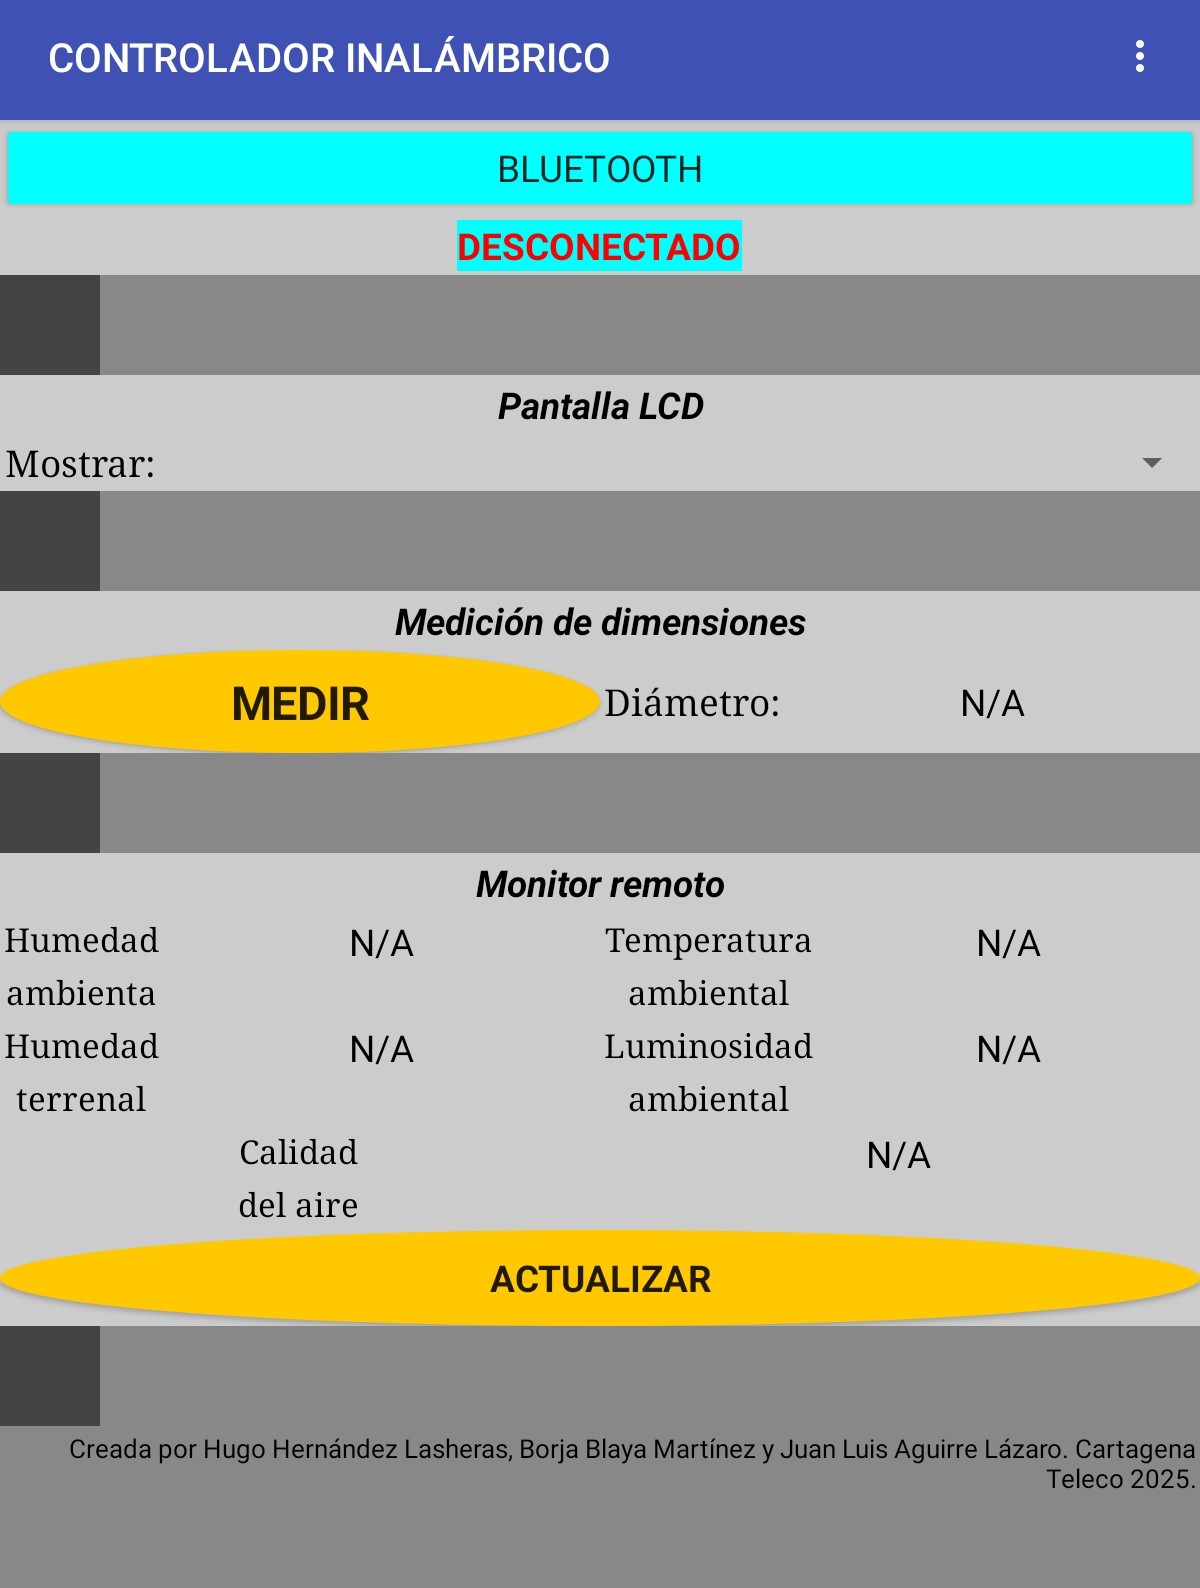 CONTROLADOR INALÁMBRICO
BLUETOOTH
DESCONECTADO
Pantalla LCD
Mostrar:
Medición de dimensiones
MEDIR Diámetro: N/A
Monitor remoto
Humedad N/A Temperatura N/A
ambienta ambiental
Humedad N/A Luminosidad N/A
terrenal ambiental
Calidad N/A
del aire
ACTUALIZAR
Creada por Hugo Hernández Lasheras, Borja Blaya Martínez y Juan Luis Aguirre Lázaro. Cartagena
Teleco 2025.